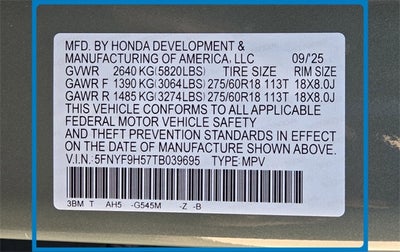 MFD. BY HONDA DEVELOPMENT &
MANUFACTURING OF AMERICA, LLC 09/25
GVWR 2640 KG(5820LBS) TIRE SIZE RIM SIZE
GAWR F 1390 KG(3064LBS) 275/60R18 113T 18X8.0J
GAWR R 1485 KG(3274LBS) 275/60R18 113T 18X8.0J
THIS VEHICLE CONFORMS TO ALL APPLICABLE
FEDERAL MOTOR VEHICLE SAFETY
AND THEFT PREVENTION STANDARDS IN EFFECT
ON THE DATE OF MANUFACTURE SHOWN ABOVE.
V.I.N.: 5FNYF9H57TB039695 TYPE: MPV
3BM T AH5 -G545M -Z -B